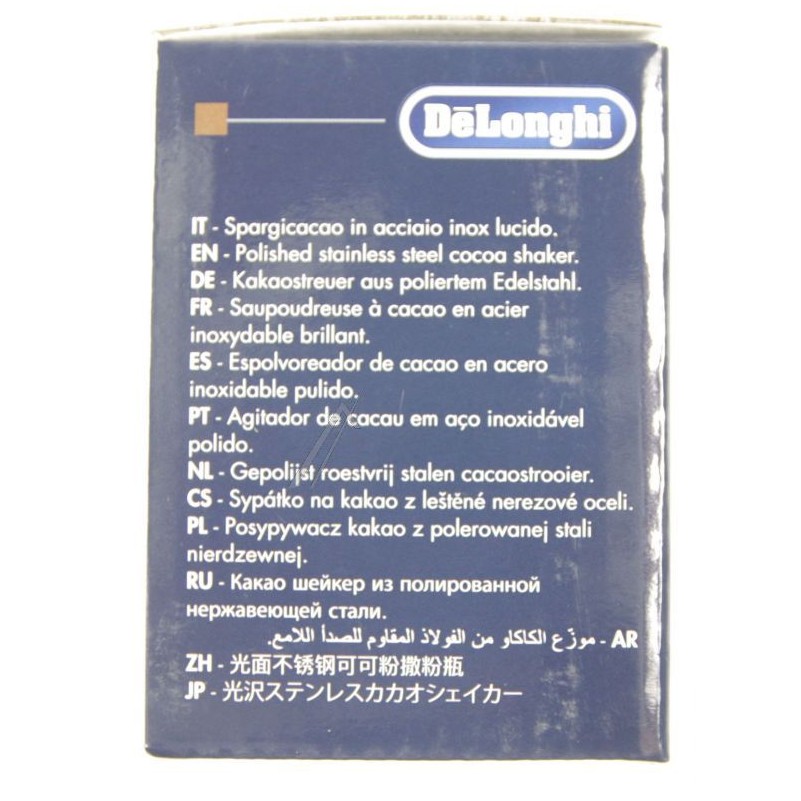 DēLonghi
IT - Spargicacao in acciaio inox lucido.
EN - Polished stainless steel cocoa shaker.
DE - Kakaostreuer aus poliertem Edelstahl.
FR - Saupoudreuse à cacao en acier
inoxydable brillant.
ES - Espolvoreador de cacao en acero
inoxidable pulido.
PT - Agitador de cacau em aço inoxidável
polido.
NL - Gepolijst roestvrij stalen cacaostrooier.
CS - Sypátko na kakao z leštěné nerezové oceli.
PL - Posypywacz kakao z polerowanej stali
nierdzewnej.
RU - Какао шейкер из полированной
нержавеющей стали.
AR - موزّع الكاكاو من الفولاذ المقاوم للصدأ اللامع.
ZH - 光面不锈钢可可粉撒粉瓶
JP - 光沢ステンレスカカオシェイカー